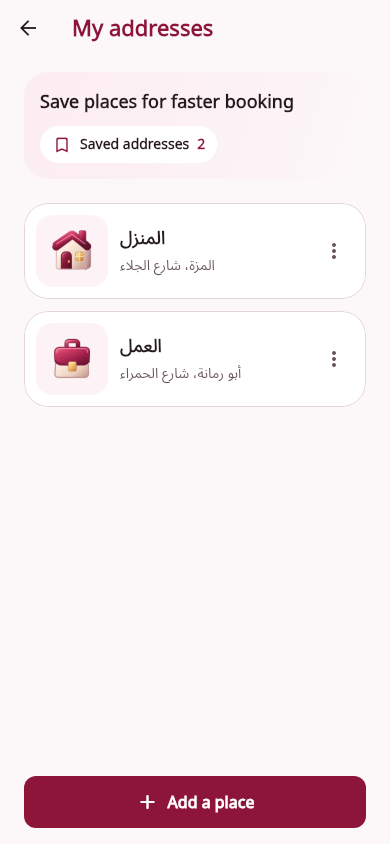 My addresses
Save places for faster booking
Saved addresses 2
المنزل
المزة، شارع الجلاء
العمل
أبو رمانة، شارع الحمراء
Add a place